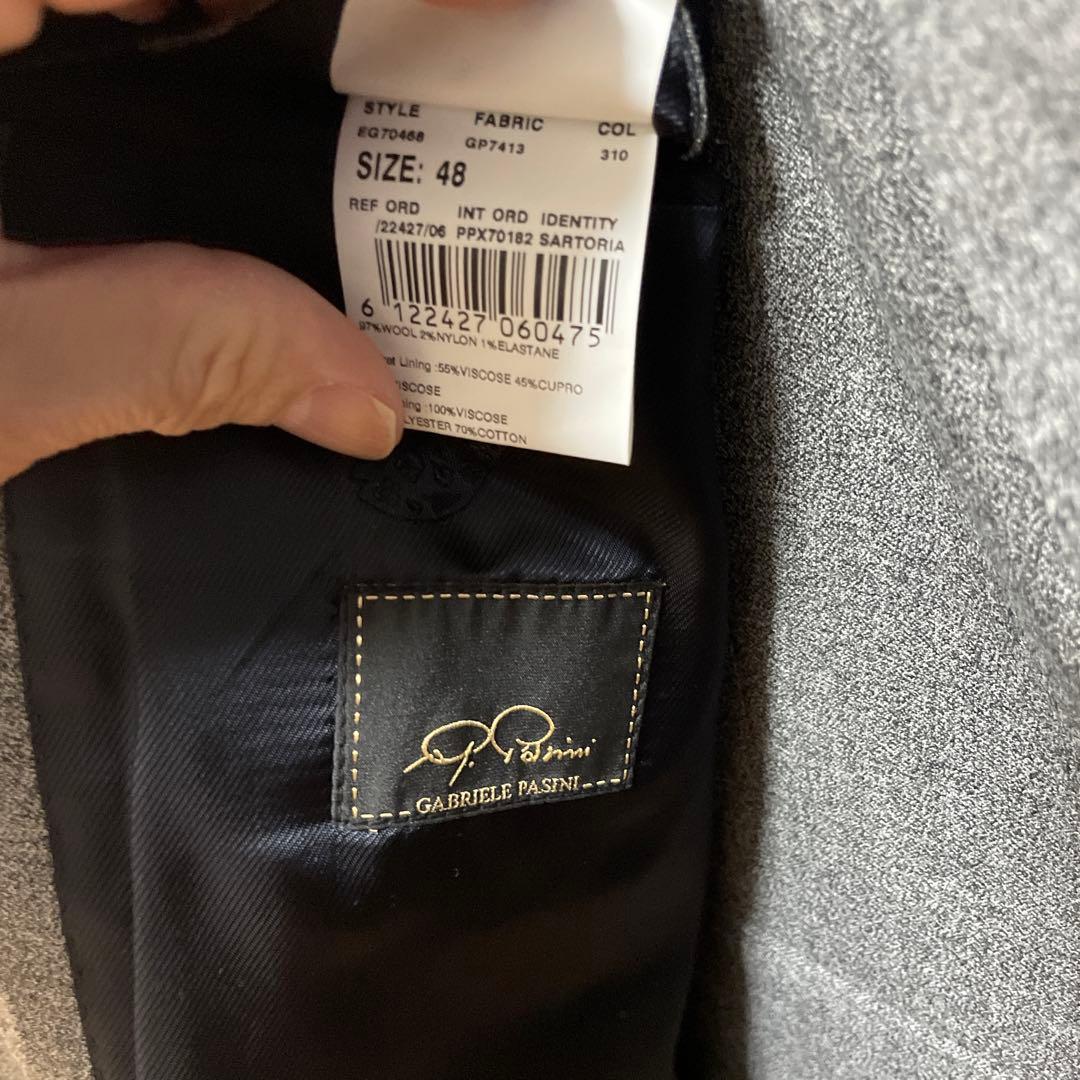 STYLE FABRIC COL
EG70468 GP7413 310
SIZE: 48
REF ORD INT ORD IDENTITY
/22427/06 PPX70182 SARTORIA
6 122427 060475
97%WOOL 2%NYLON 1%ELASTANE
Lining :55%VISCOSE 45%CUPRO
VISCOSE
:100%VISCOSE
70%COTTON
G. Pasini
GABRIELE PASINI